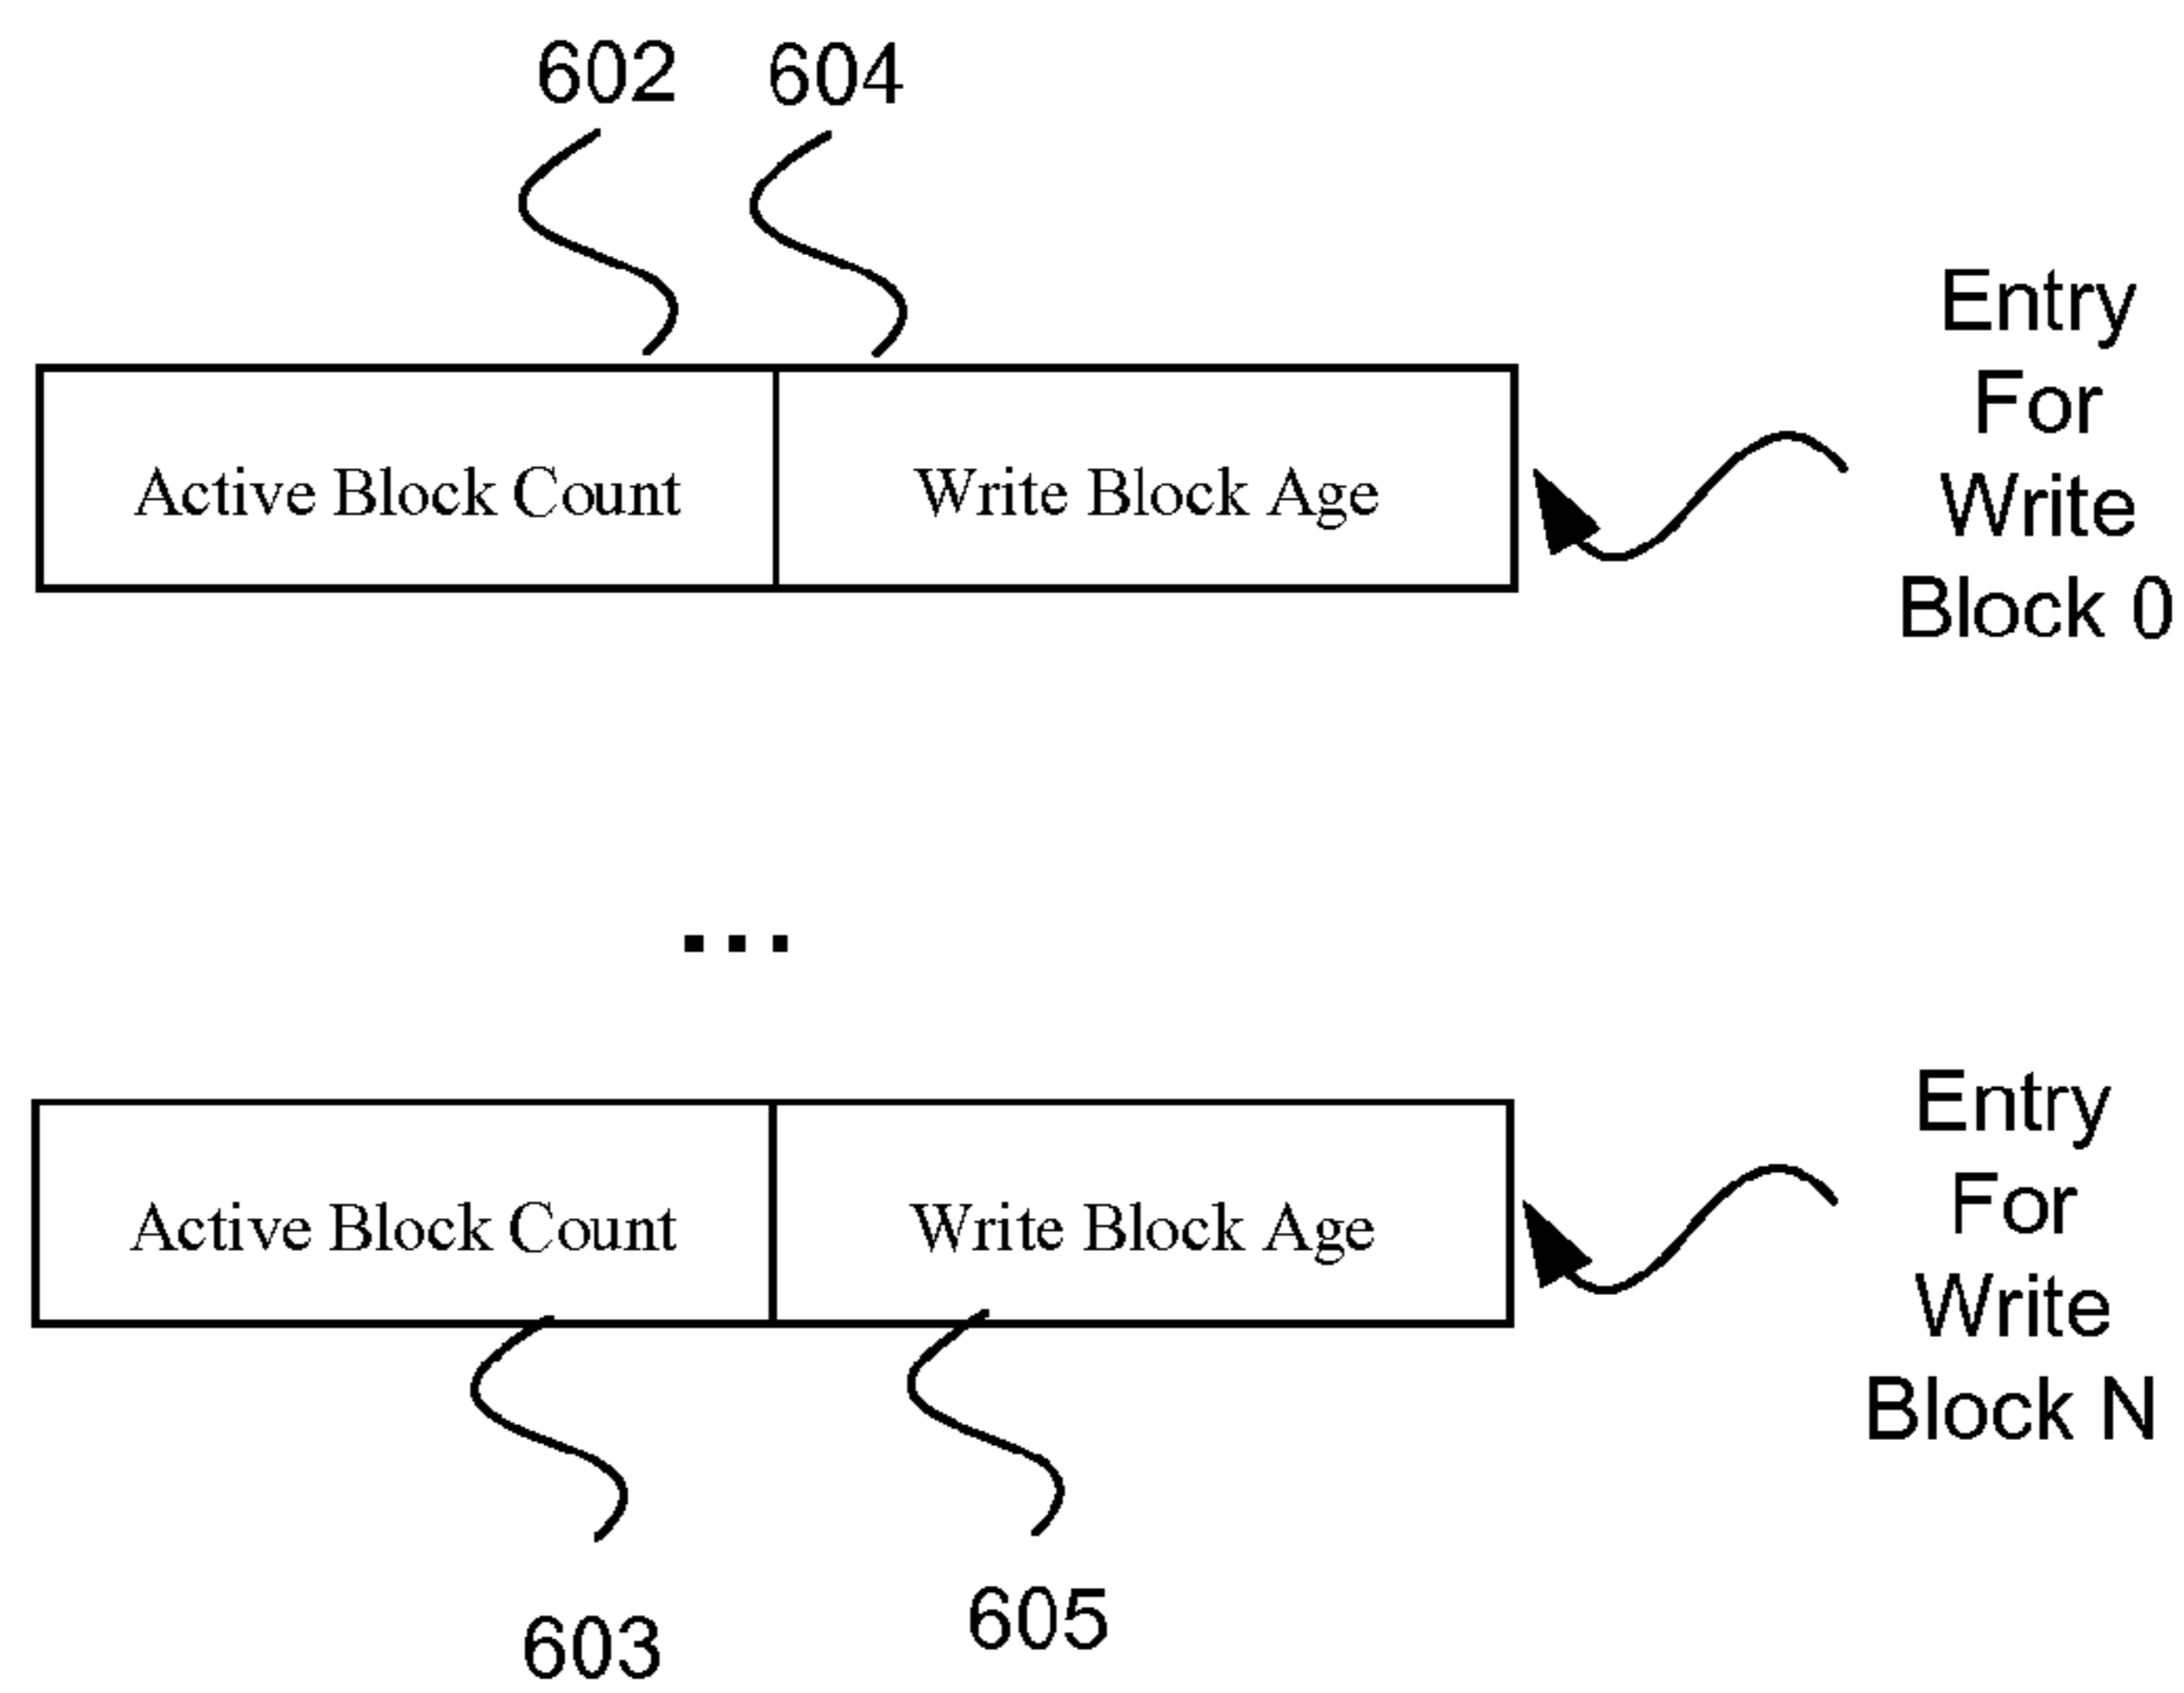 602 604
Active Block Count Write Block Age
Entry
For
Write
Block 0
...
Active Block Count Write Block Age
Entry
For
Write
Block N
603 605